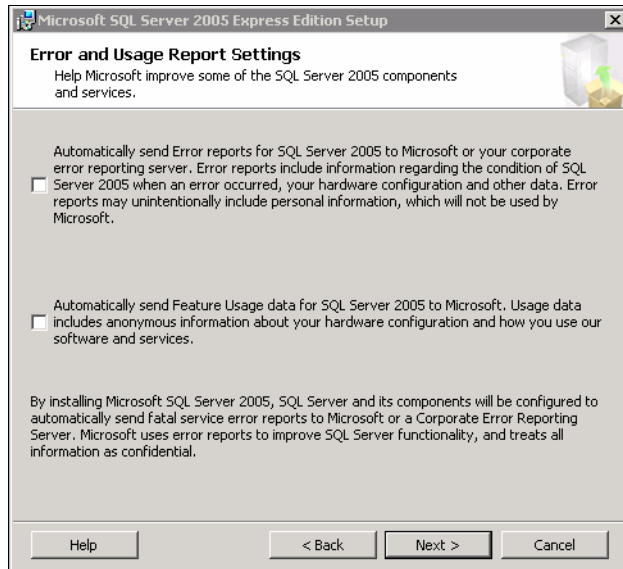 Microsoft SQL Server 2005 Express Edition Setup
Error and Usage Report Settings
Help Microsoft improve some of the SQL Server 2005 components
and services.
Automatically send Error reports for SQL Server 2005 to Microsoft or your corporate
error reporting server. Error reports include information regarding the condition of SQL
Server 2005 when an error occurred, your hardware configuration and other data. Error
reports may unintentionally include personal information, which will not be used by
Microsoft.
Automatically send Feature Usage data for SQL Server 2005 to Microsoft. Usage data
includes anonymous information about your hardware configuration and how you use our
software and services.
By installing Microsoft SQL Server 2005, SQL Server and its components will be configured to
automatically send fatal service error reports to Microsoft or a Corporate Error Reporting
Server. Microsoft uses error reports to improve SQL Server functionality, and treats all
information as confidential.
Help
< Back
Next >
Cancel